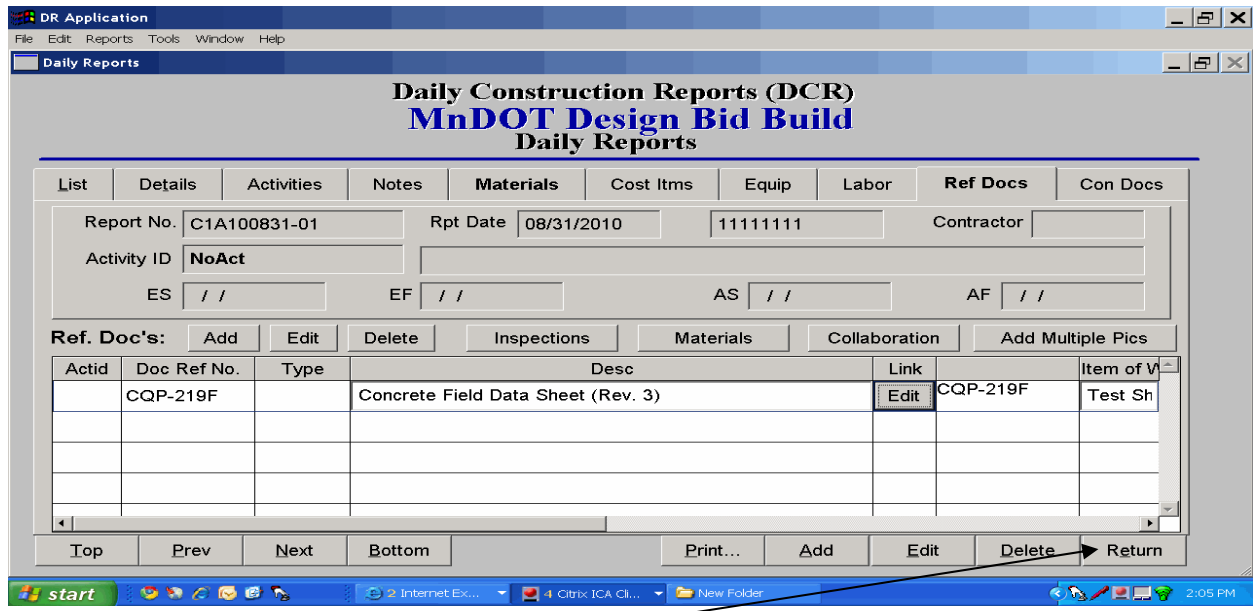 DR Application
File Edit Reports Tools Window Help
Daily Reports
Daily Construction Reports (DCR)
MnDOT Design Bid Build
Daily Reports
List Details Activities Notes Materials Cost Itms Equip Labor Ref Docs Con Docs
Report No. C1A100831-01 Rpt Date 08/31/2010 11111111 Contractor
Activity ID NoAct
ES / / EF / / AS / / AF / /
Ref. Doc's: Add Edit Delete Inspections Materials Collaboration Add Multiple Pics
Actid Doc Ref No. Type Desc Link Item of W
CQP-219F Concrete Field Data Sheet (Rev. 3) Edit CQP-219F Test Sh
Top Prev Next Bottom Print... Add Edit Delete Return
start 2 Internet Ex... 4 Citrix ICA Cli... New Folder 2:05 PM